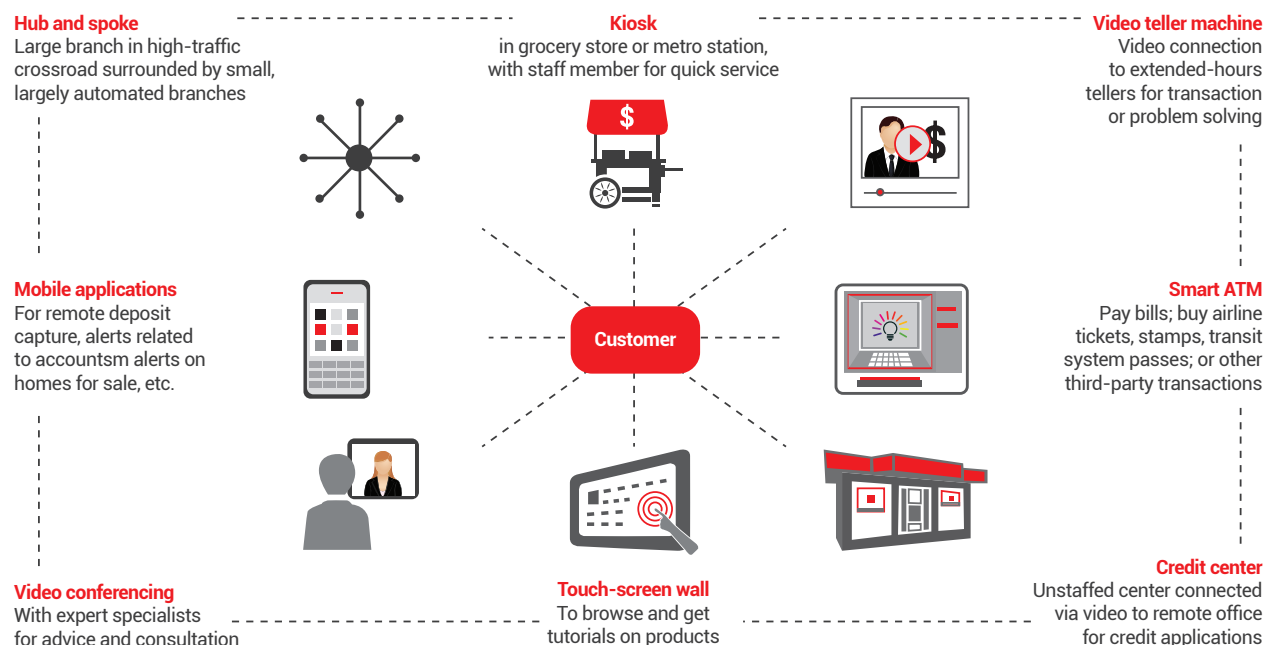 Hub and spoke
Large branch in high-traffic
crossroad surrounded by small,
largely automated branches
Kiosk
in grocery store or metro station,
with staff member for quick service
$
Video teller machine
Video connection
to extended-hours
tellers for transaction
or problem solving
$
Mobile applications
For remote deposit
capture, alerts related
to accountsm alerts on
homes for sale, etc.
Customer
Smart ATM
Pay bills; buy airline
tickets, stamps, transit
system passes; or other
third-party transactions
Video conferencing
With expert specialists
for advice and consultation
Touch-screen wall
To browse and get
tutorials on products
Credit center
Unstaffed center connected
via video to remote office
for credit applications